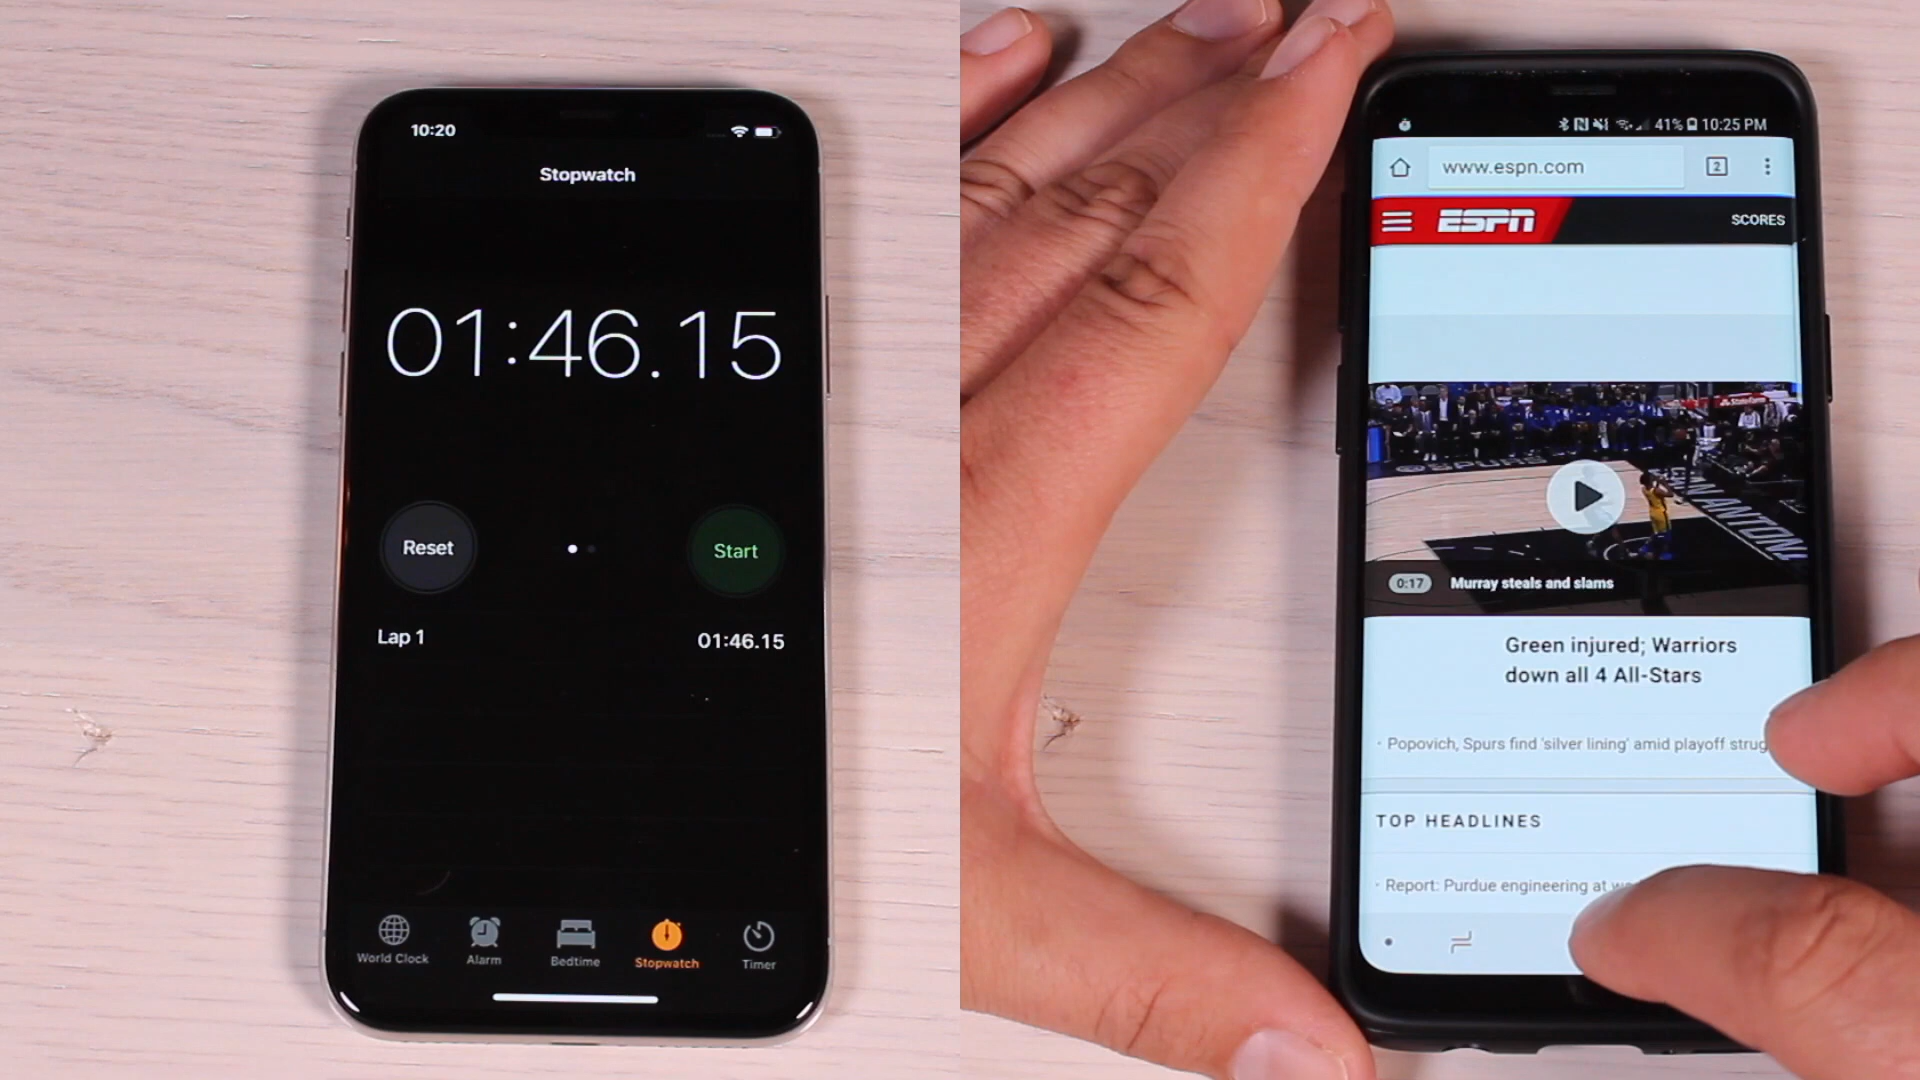 10:20
Stopwatch
01:46.15
Reset
Start
Lap 1 01:46.15
World Clock Alarm Bedtime Stopwatch Timer
41% 10:25 PM
www.espn.com 2
ESPN SCORES
0:17 Murray steals and slams
Green injured; Warriors
down all 4 All-Stars
· Popovich, Spurs find 'silver lining' amid playoff strug
TOP HEADLINES
· Report: Purdue engineering at